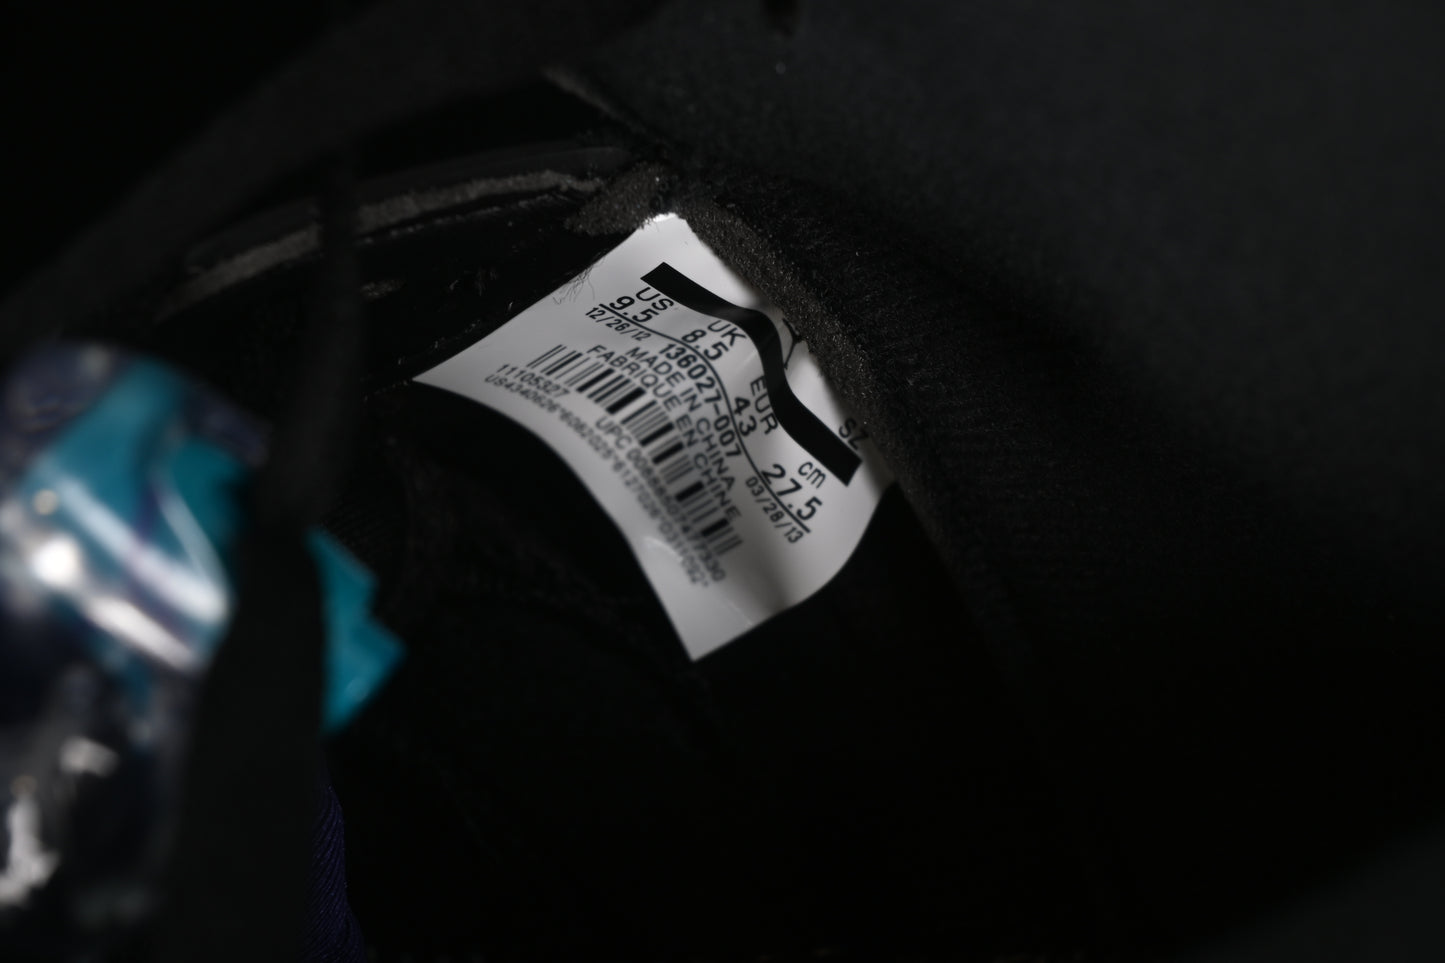 US UK EUR cm
9.5 8.5 43 27.5
SZ
12/26/12 136027-007 03/28/13
MADE IN CHINA
FABRIQUE EN CHINE
11105327 UPC